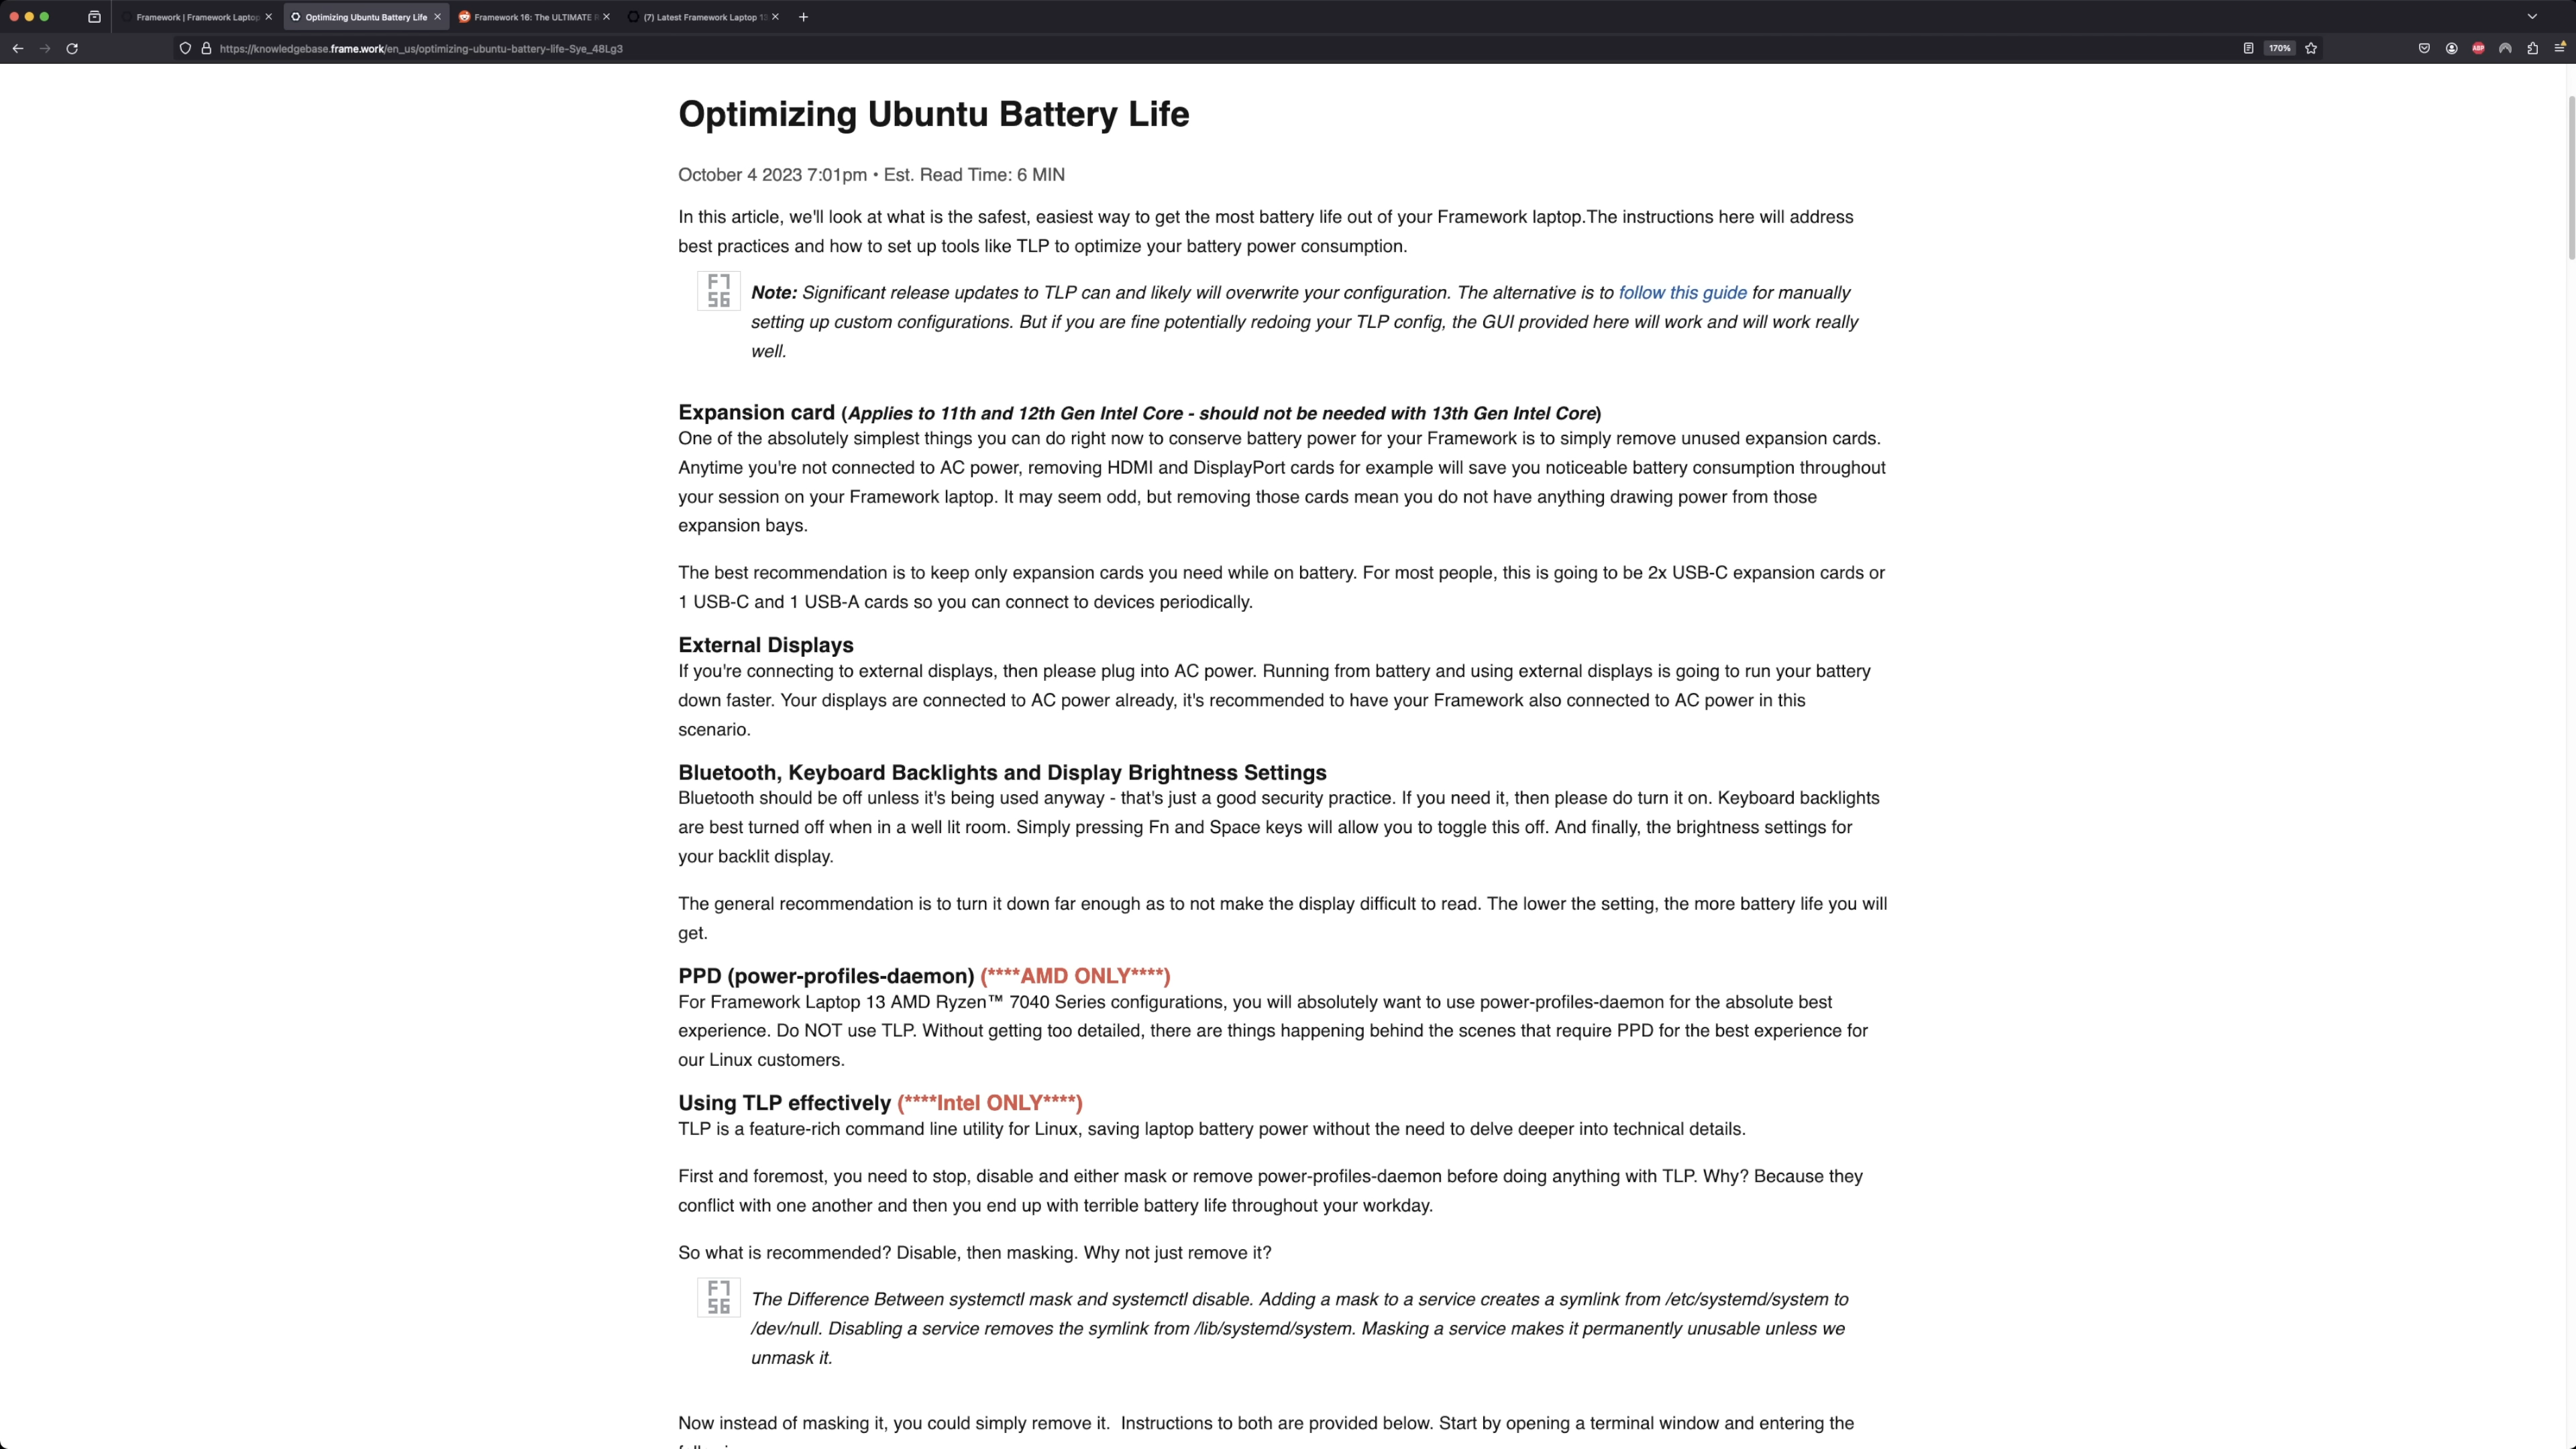 Framework | Framework Laptop
Optimizing Ubuntu Battery Life
Framework 16: The ULTIMATE
(7) Latest Framework Laptop 13
https://knowledgebase.frame.work/en_us/optimizing-ubuntu-battery-life-Sye_48Lg3
170%
ABP
Optimizing Ubuntu Battery Life
October 4 2023 7:01pm • Est. Read Time: 6 MIN
In this article, we'll look at what is the safest, easiest way to get the most battery life out of your Framework laptop.The instructions here will address
best practices and how to set up tools like TLP to optimize your battery power consumption.
Note: Significant release updates to TLP can and likely will overwrite your configuration. The alternative is to follow this guide for manually
setting up custom configurations. But if you are fine potentially redoing your TLP config, the GUI provided here will work and will work really
well.
Expansion card (Applies to 11th and 12th Gen Intel Core - should not be needed with 13th Gen Intel Core)
One of the absolutely simplest things you can do right now to conserve battery power for your Framework is to simply remove unused expansion cards.
Anytime you're not connected to AC power, removing HDMI and DisplayPort cards for example will save you noticeable battery consumption throughout
your session on your Framework laptop. It may seem odd, but removing those cards mean you do not have anything drawing power from those
expansion bays.
The best recommendation is to keep only expansion cards you need while on battery. For most people, this is going to be 2x USB-C expansion cards or
1 USB-C and 1 USB-A cards so you can connect to devices periodically.
External Displays
If you're connecting to external displays, then please plug into AC power. Running from battery and using external displays is going to run your battery
down faster. Your displays are connected to AC power already, it's recommended to have your Framework also connected to AC power in this
scenario.
Bluetooth, Keyboard Backlights and Display Brightness Settings
Bluetooth should be off unless it's being used anyway - that's just a good security practice. If you need it, then please do turn it on. Keyboard backlights
are best turned off when in a well lit room. Simply pressing Fn and Space keys will allow you to toggle this off. And finally, the brightness settings for
your backlit display.
The general recommendation is to turn it down far enough as to not make the display difficult to read. The lower the setting, the more battery life you will
get.
PPD (power-profiles-daemon) (****AMD ONLY****)
For Framework Laptop 13 AMD Ryzen™ 7040 Series configurations, you will absolutely want to use power-profiles-daemon for the absolute best
experience. Do NOT use TLP. Without getting too detailed, there are things happening behind the scenes that require PPD for the best experience for
our Linux customers.
Using TLP effectively (****Intel ONLY****)
TLP is a feature-rich command line utility for Linux, saving laptop battery power without the need to delve deeper into technical details.
First and foremost, you need to stop, disable and either mask or remove power-profiles-daemon before doing anything with TLP. Why? Because they
conflict with one another and then you end up with terrible battery life throughout your workday.
So what is recommended? Disable, then masking. Why not just remove it?
The Difference Between systemctl mask and systemctl disable. Adding a mask to a service creates a symlink from /etc/systemd/system to
/dev/null. Disabling a service removes the symlink from /lib/systemd/system. Masking a service makes it permanently unusable unless we
unmask it.
Now instead of masking it, you could simply remove it.  Instructions to both are provided below. Start by opening a terminal window and entering the